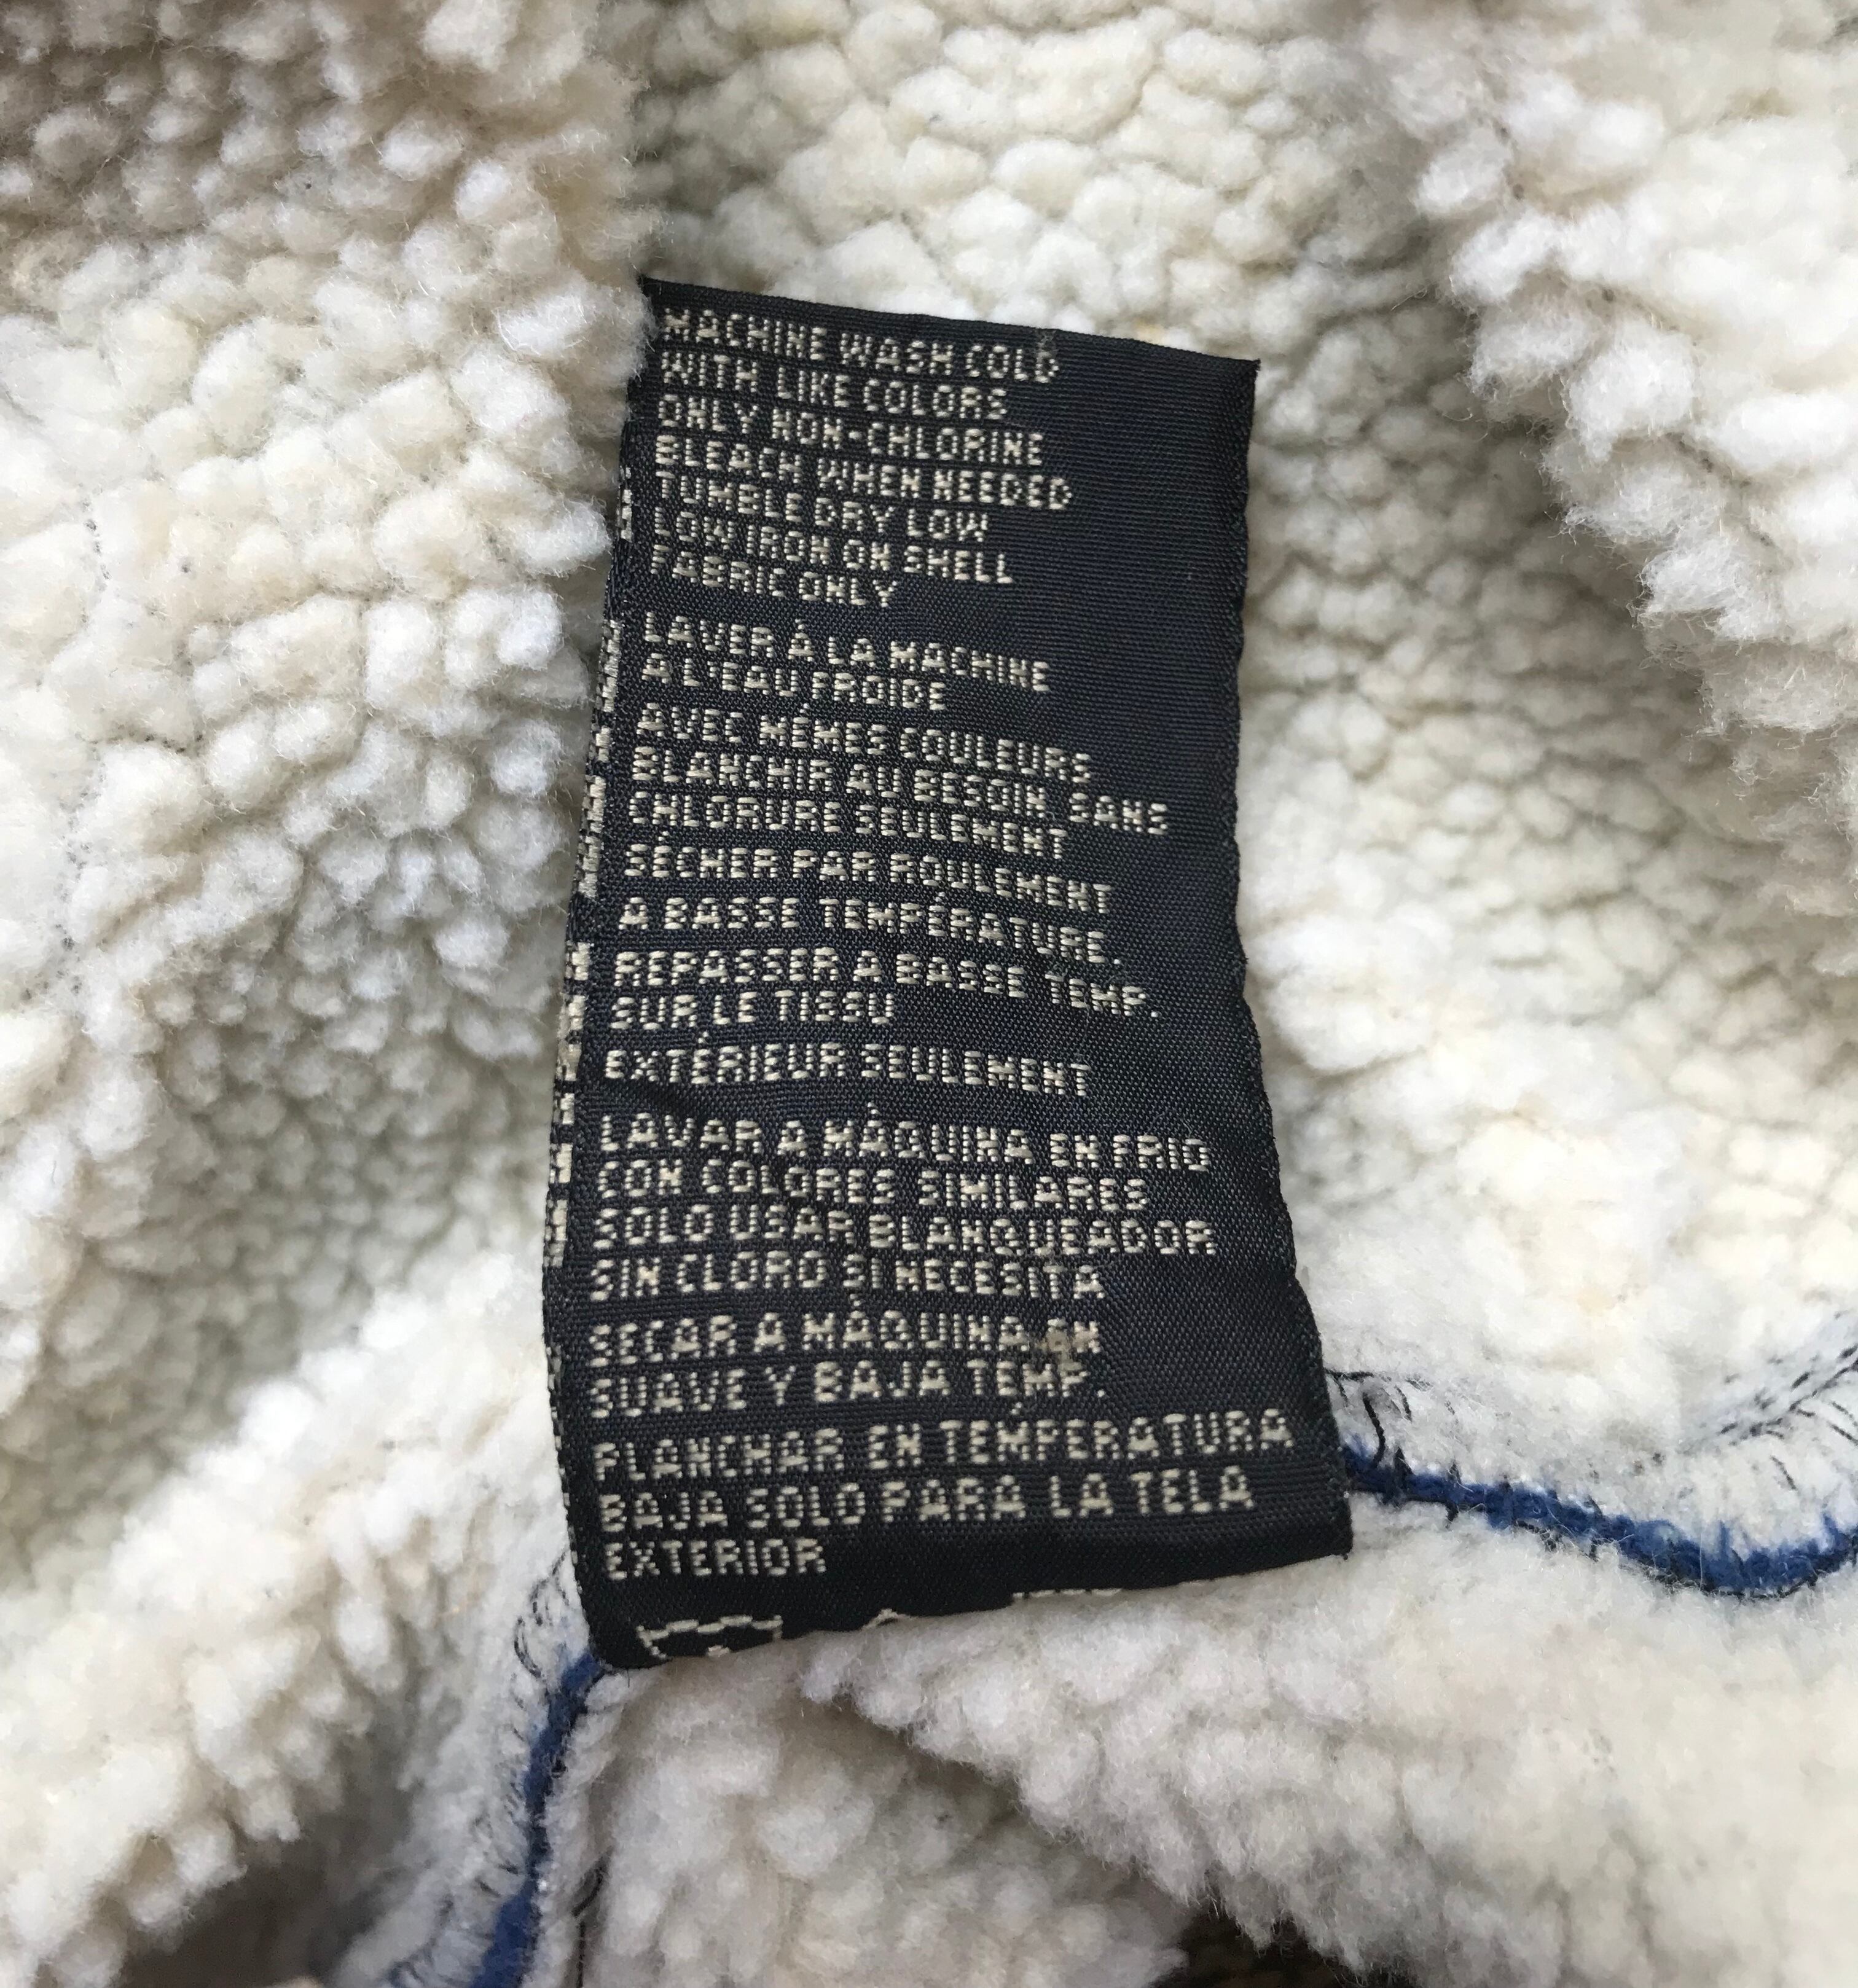 MACHINE WASH COLD
WITH LIKE COLORS
ONLY NON-CHLORINE
BLEACH WHEN NEEDED
TUMBLE DRY LOW
LOW IRON ON SHELL
FABRIC ONLY
LAVER À LA MACHINE
A L'EAU FROIDE
AVEC MÊMES COULEURS
BLANCHIR AU BESOIN SANS
CHLORURE SEULEMENT
SÉCHER PAR ROULEMENT
A BASSE TEMPÉRATURE.
REPASSER A BASSE TEMP.
SUR LE TISSU
EXTÉRIEUR SEULEMENT
LAVAR A MÀQUINA EN FRIO
CON COLORES SIMILARES
SOLO USAR BLANQUEADOR
SIN CLORO SI NECESITA
SECAR A MÀQUINA EN
SUAVE Y BAJA TEMP.
PLANCHAR EN TEMPERATURA
BAJA SOLO PARA LA TELA
EXTERIOR